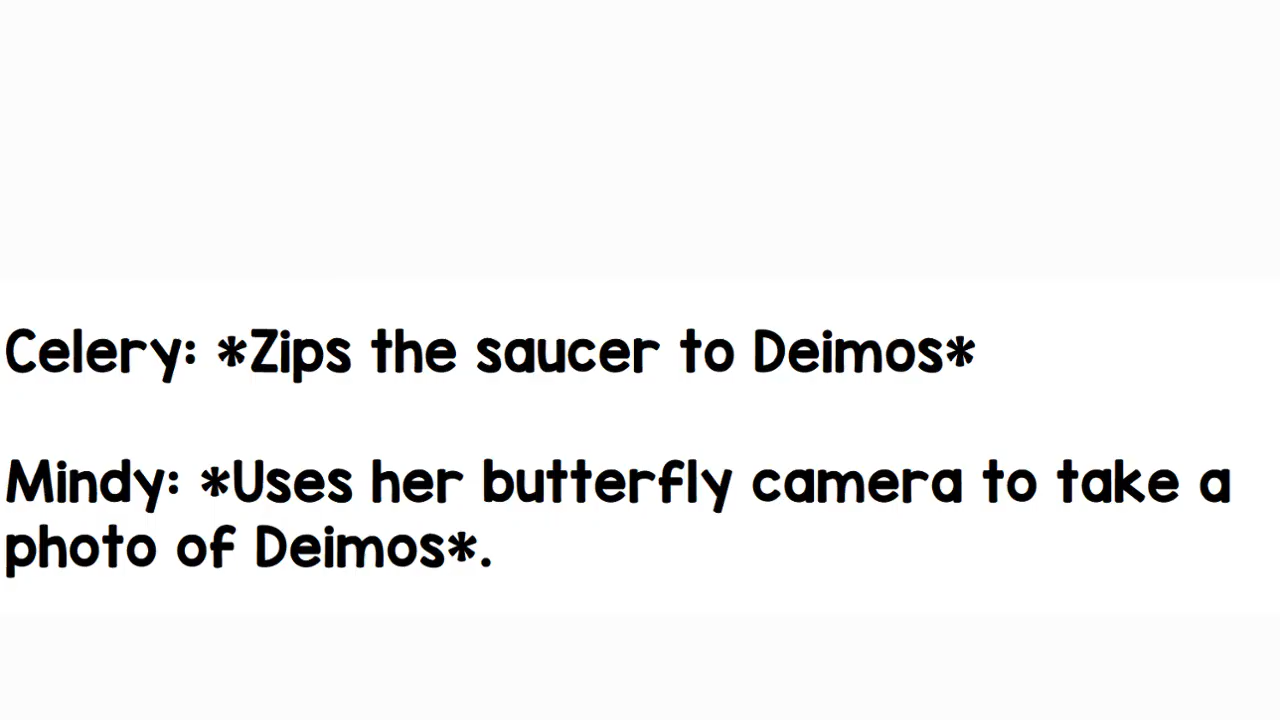 Celery: *Zips the saucer to Deimos*
Mindy: *Uses her butterfly camera to take a
photo of Deimos*.